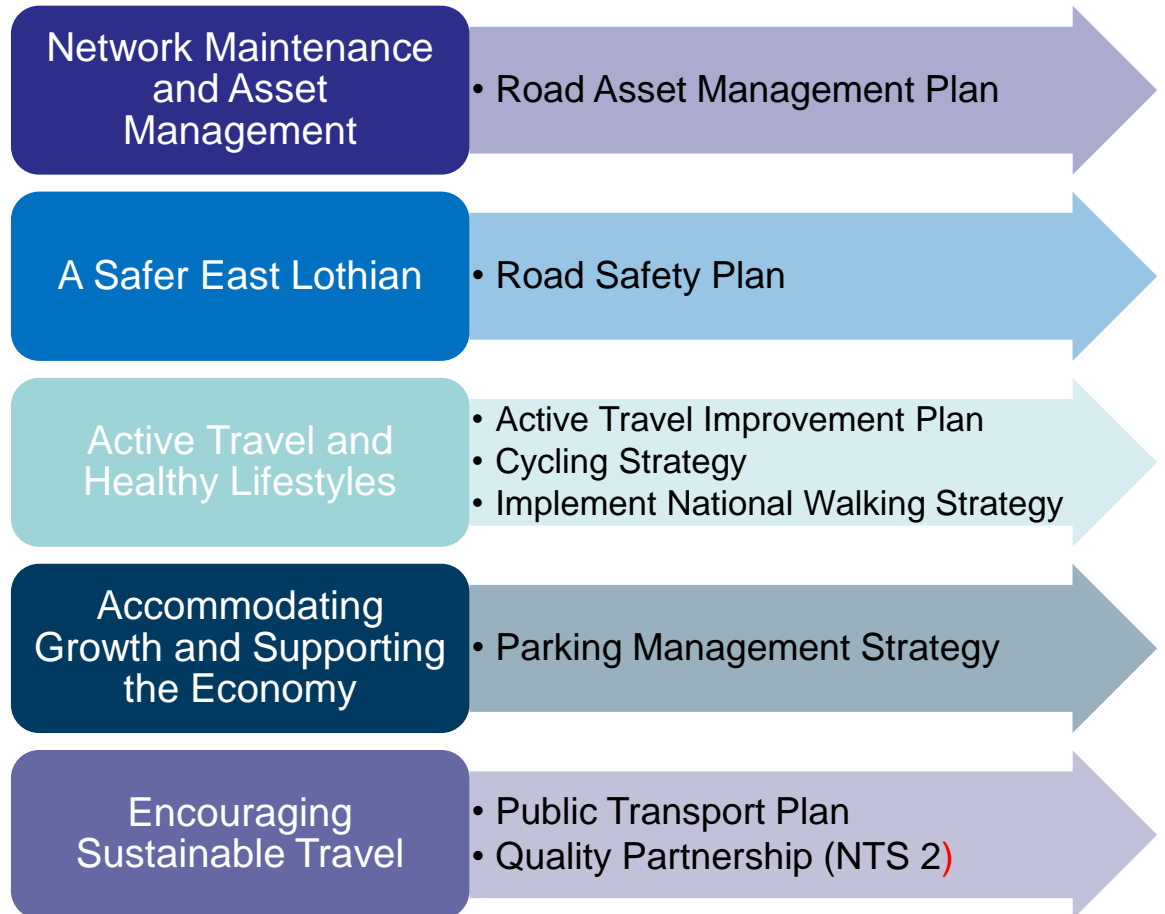 Network Maintenance
and Asset
Management
• Road Asset Management Plan
A Safer East Lothian
• Road Safety Plan
Active Travel and
Healthy Lifestyles
• Active Travel Improvement Plan
• Cycling Strategy
• Implement National Walking Strategy
Accommodating
Growth and Supporting
the Economy
• Parking Management Strategy
Encouraging
Sustainable Travel
• Public Transport Plan
• Quality Partnership (NTS 2)